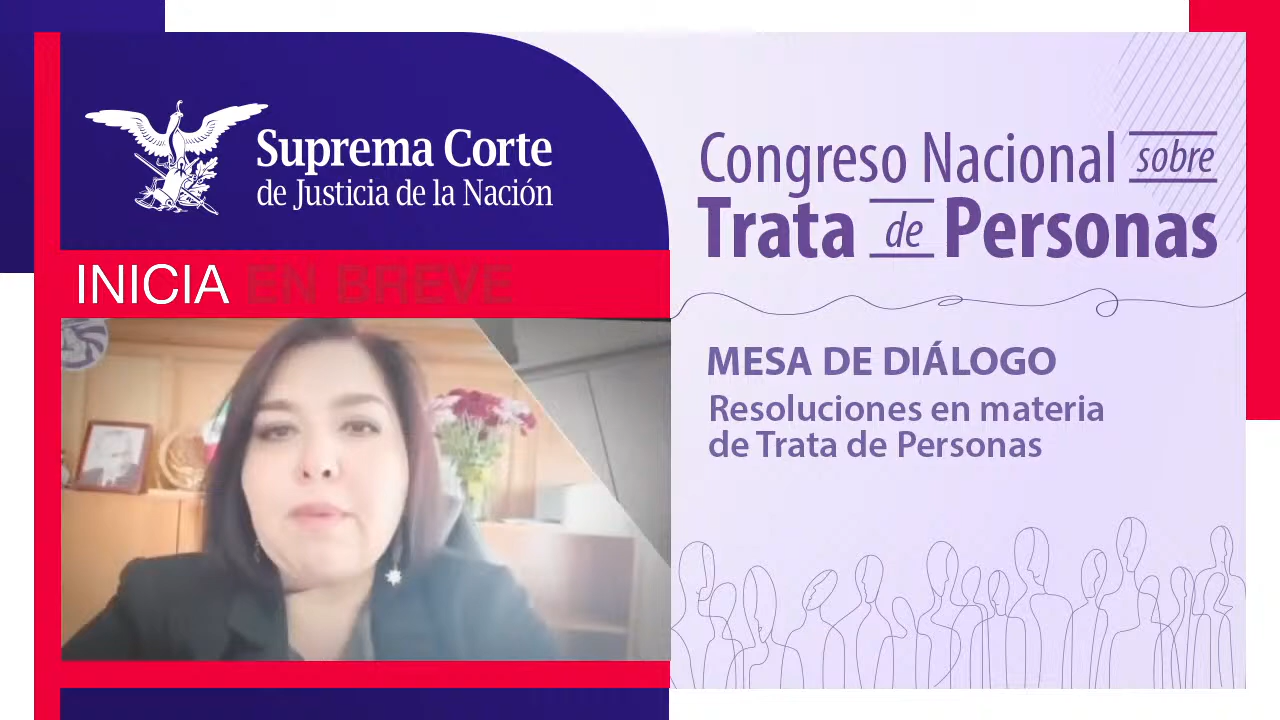 Suprema Corte
de Justicia de la Nación
INICIA EN BREVE
Congreso Nacional sobre
Trata de Personas
MESA DE DIÁLOGO
Resoluciones en materia
de Trata de Personas